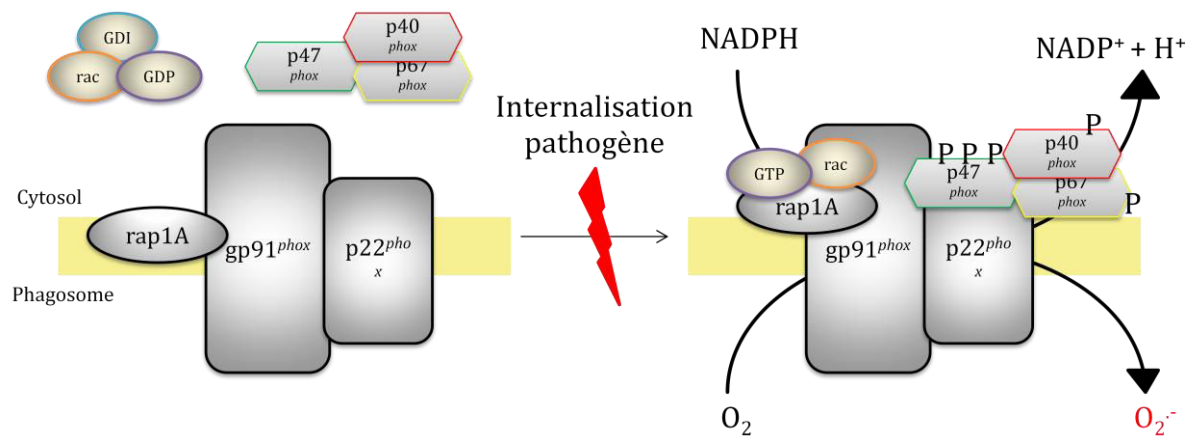 GDI
rac
GDP
p40
phox
p47
phox
p67
phox
Cytosol
rap1A
gp91phox
p22pho
x
Phagosome
Internalisation
pathogène
NADPH
NADP+ + H+
GTP
rac
rap1A
P P P
P
p47
phox
p40
phox
p67
phox
P
gp91phox
p22pho
x
O2
O2.-